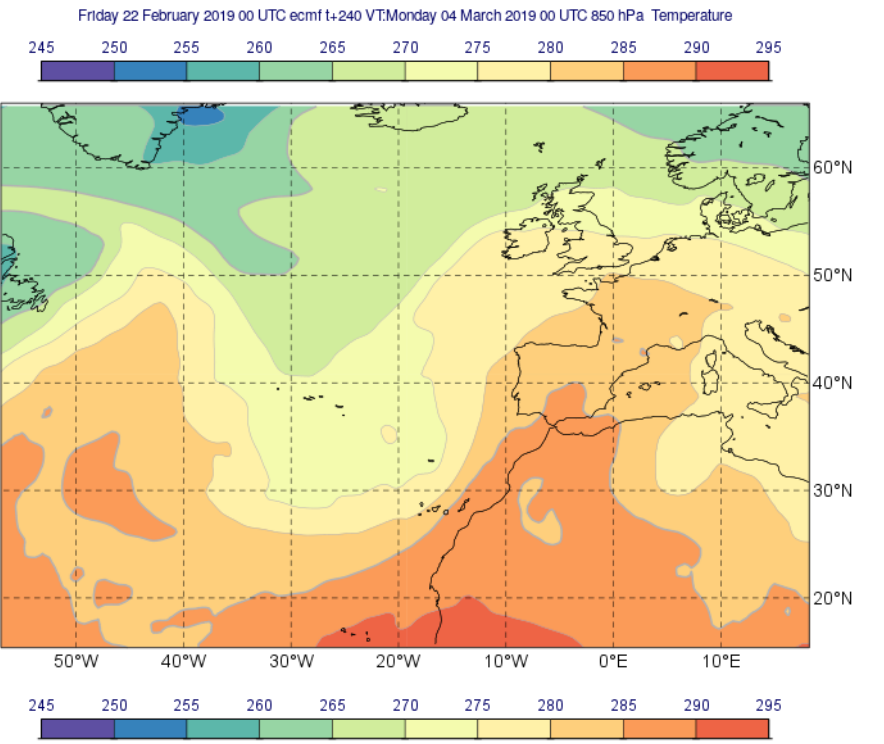 Friday 22 February 2019 00 UTC ecmf t+240 VT:Monday 04 March 2019 00 UTC 850 hPa Temperature
245 250 255 260 265 270 275 280 285 290 295
60°N
50°N
40°N
30°N
20°N
50°W 40°W 30°W 20°W 10°W 0°E 10°E
245 250 255 260 265 270 275 280 285 290 295